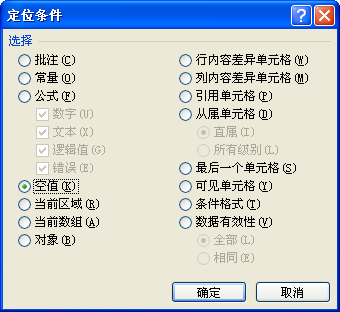 定位条件
选择
批注(C)
常量(O)
公式(F)
数字(U)
文本(X)
逻辑值(G)
错误(E)
空值(K)
当前区域(R)
当前数组(A)
对象(B)
行内容差异单元格(W)
列内容差异单元格(M)
引用单元格(P)
从属单元格(D)
直属(I)
所有级别(L)
最后一个单元格(S)
可见单元格(Y)
条件格式(T)
数据有效性(V)
全部(L)
相同(E)
确定
取消